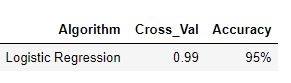 Algorithm Cross_Val Accuracy
Logistic Regression 0.99 95%